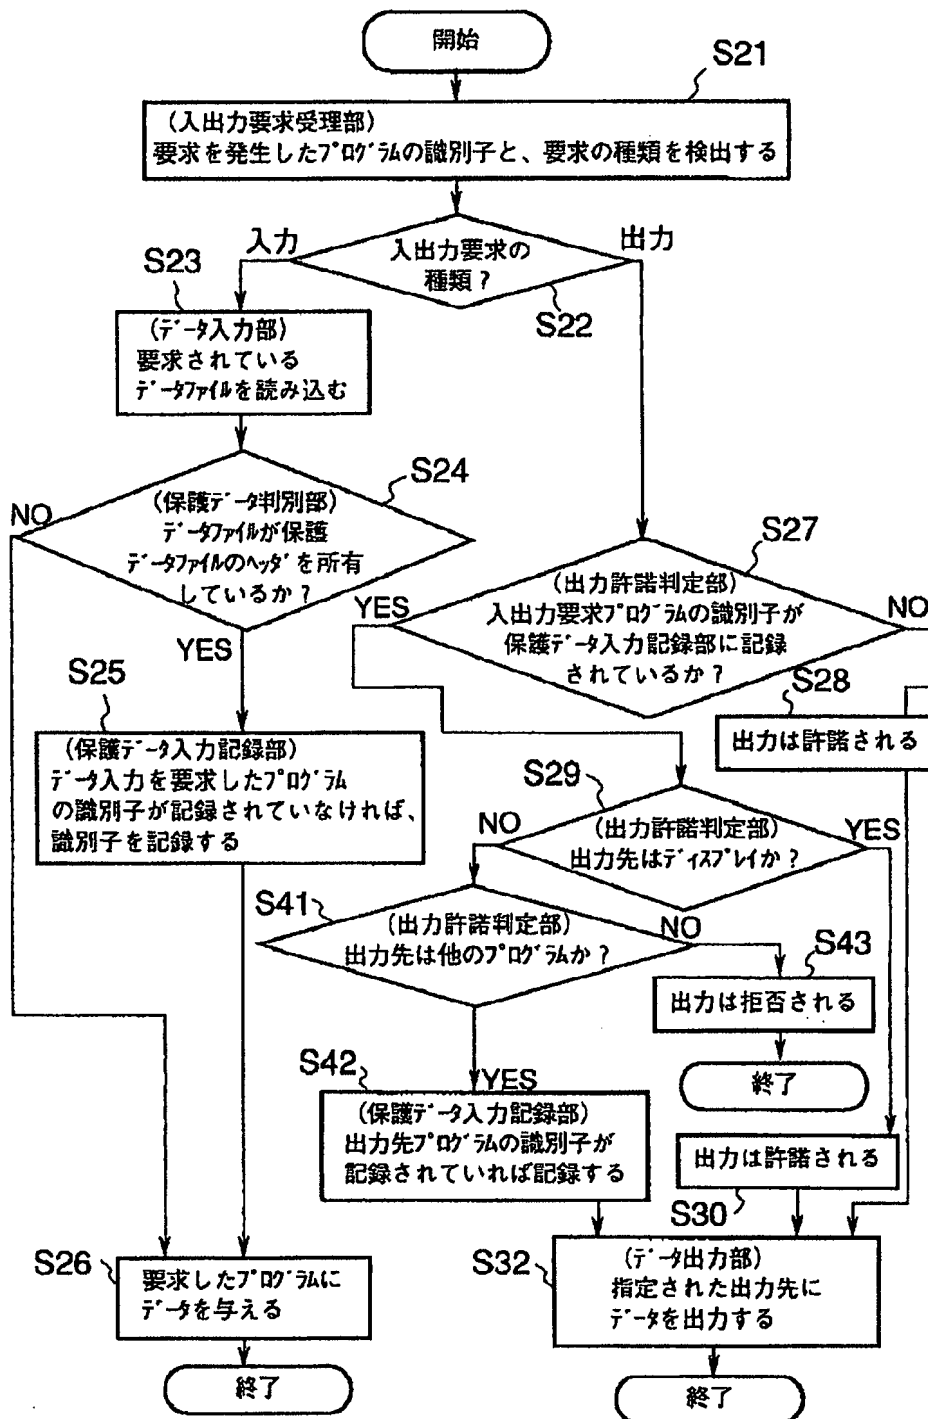 開始
S21
(入出力要求受理部)
要求を発生したプログラムの識別子と、要求の種類を検出する
入力
出力
入出力要求の
種類?
S22
S23
(データ入力部)
要求されている
データファイルを読み込む
S24
NO
(保護データ判別部)
データファイルが保護
データファイルのヘッダを所有
しているか?
YES
S27
YES
NO
(出力許諾判定部)
入出力要求プログラムの識別子が
保護データ入力記録部に記録
されているか?
S28
出力は許諾される
S25
(保護データ入力記録部)
データ入力を要求したプログラム
の識別子が記録されていなければ、
識別子を記録する
S29
NO
YES
(出力許諾判定部)
出力先はディスプレイか?
S41
(出力許諾判定部)
出力先は他のプログラムか?
NO
S43
出力は拒否される
終了
S42
YES
(保護データ入力記録部)
出力先プログラムの識別子が
記録されていれば記録する
出力は許諾される
S30
S26
要求したプログラムに
データを与える
終了
S32
(データ出力部)
指定された出力先に
データを出力する
終了